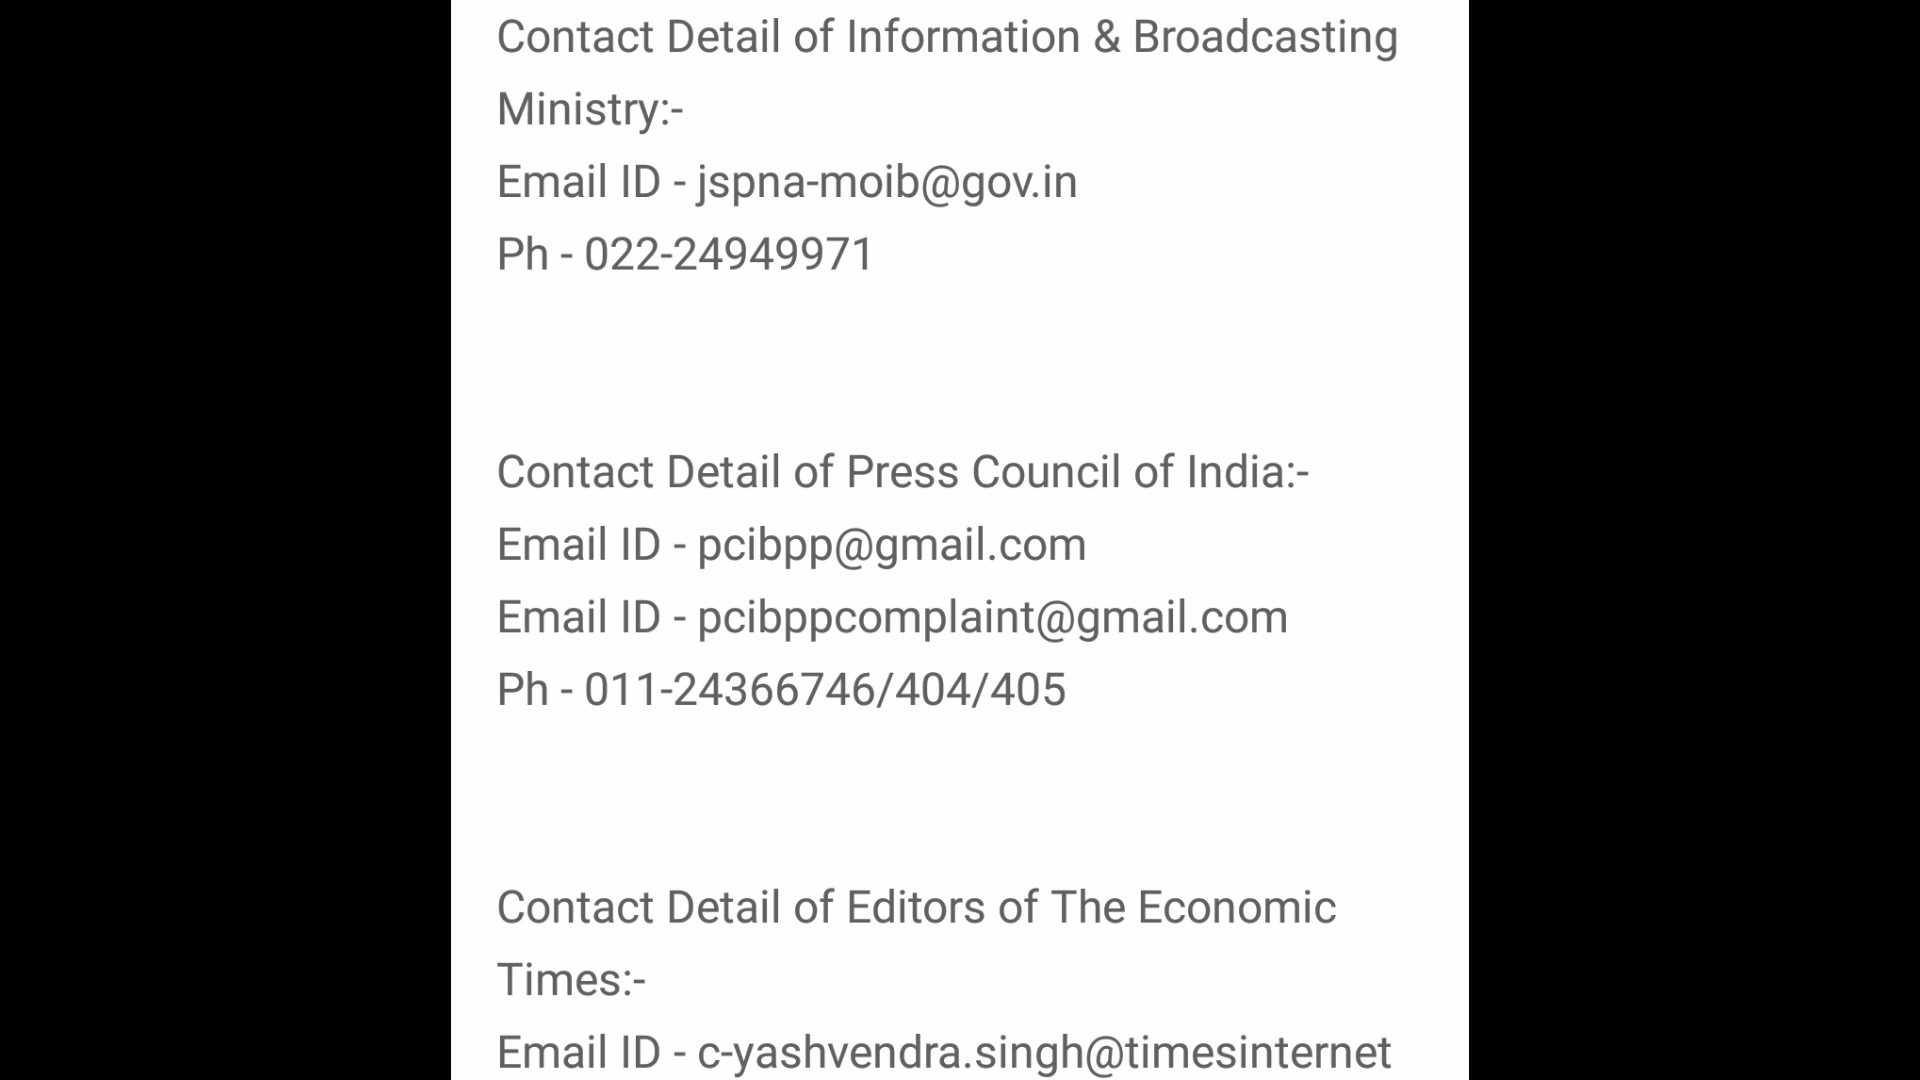 Contact Detail of Information & Broadcasting
Ministry:-
Email ID - jspna-moib@gov.in
Ph - 022-24949971
Contact Detail of Press Council of India:-
Email ID - pcibpp@gmail.com
Email ID - pcibppcomplaint@gmail.com
Ph - 011-24366746/404/405
Contact Detail of Editors of The Economic
Times:-
Email ID - c-yashvendra.singh@timesinternet